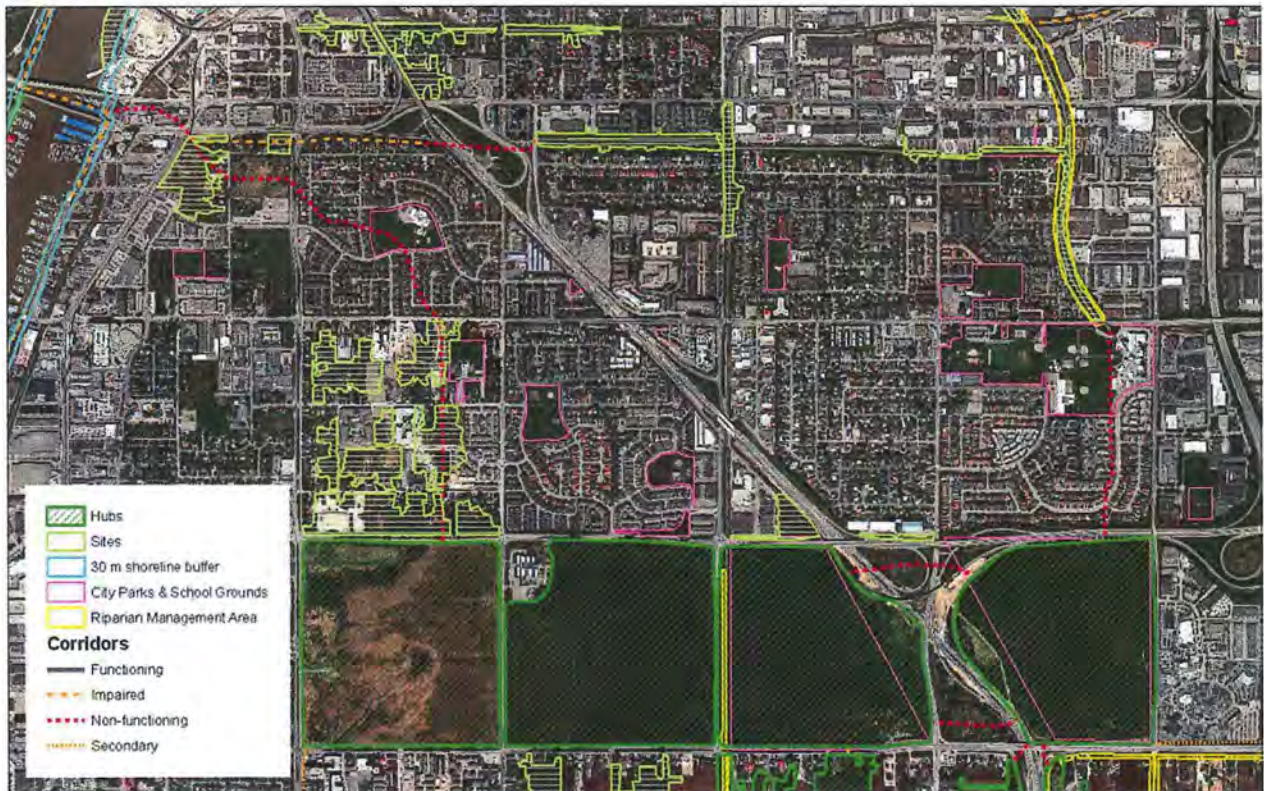 Hubs
Sites
30 m shoreline buffer
City Parks & School Grounds
Riparian Management Area
Corridors
Functioning
Impaired
Non-functioning
Secondary